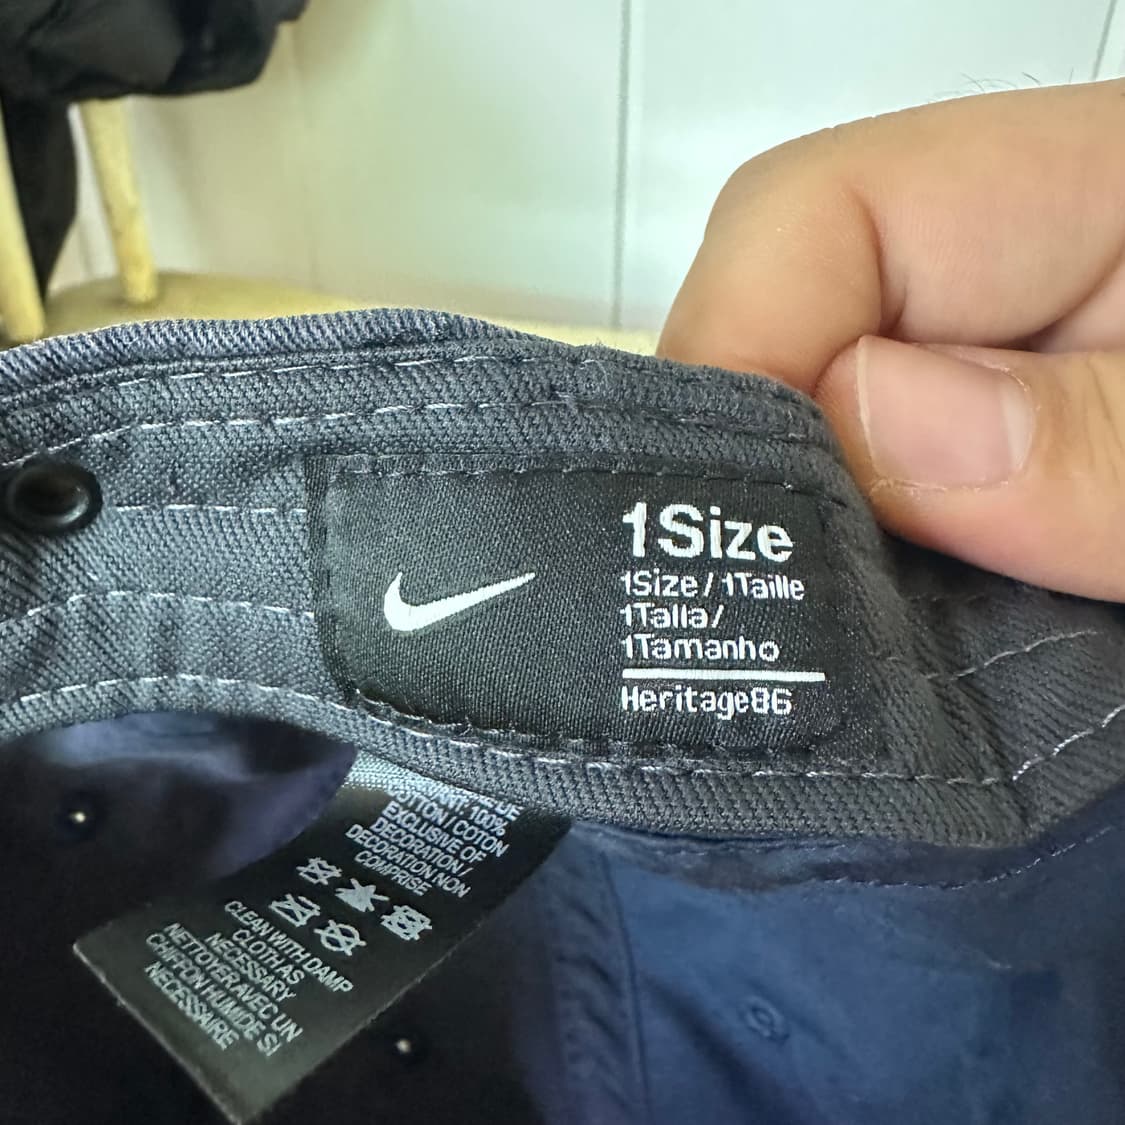 1Size
1Size / 1Taille
1Talla/
1Tamanho
Heritage86
100%
COTTON / COTON
EXCLUSIVE OF
DECORATION /
DECORATION NON
COMPRISE
CLEAN WITH DAMP
CLOTH AS
NECESSARY
NETTOYER AVEC UN
CHIFFON HUMIDE SI
NECESSAIRE